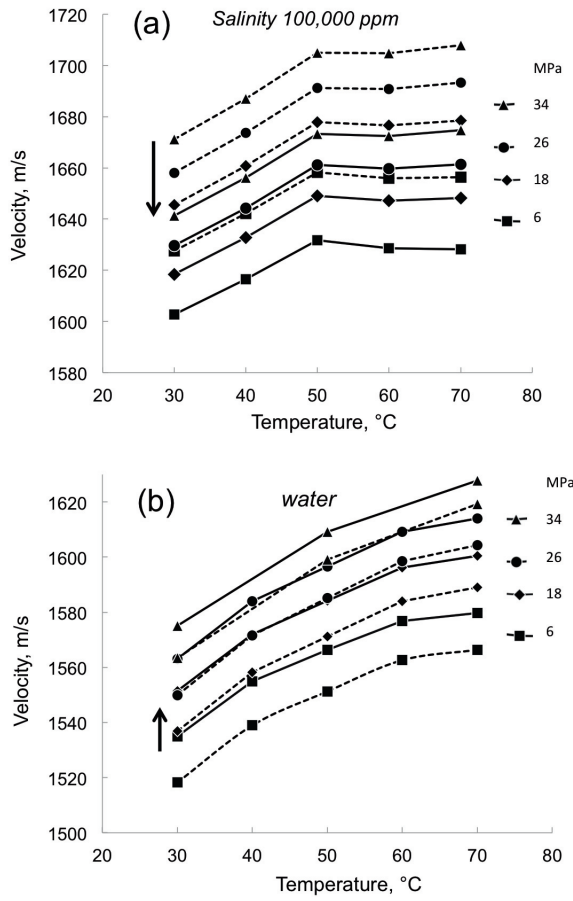 (a)
Salinity 100,000 ppm
1720
1700
1680
1660
1640
1620
1600
1580
Velocity, m/s
20 30 40 50 60 70 80
Temperature, °C
MPa
34
26
18
6
(b)
water
1620
1600
1580
1560
1540
1520
1500
Velocity, m/s
20 30 40 50 60 70 80
Temperature, °C
MPa
34
26
18
6